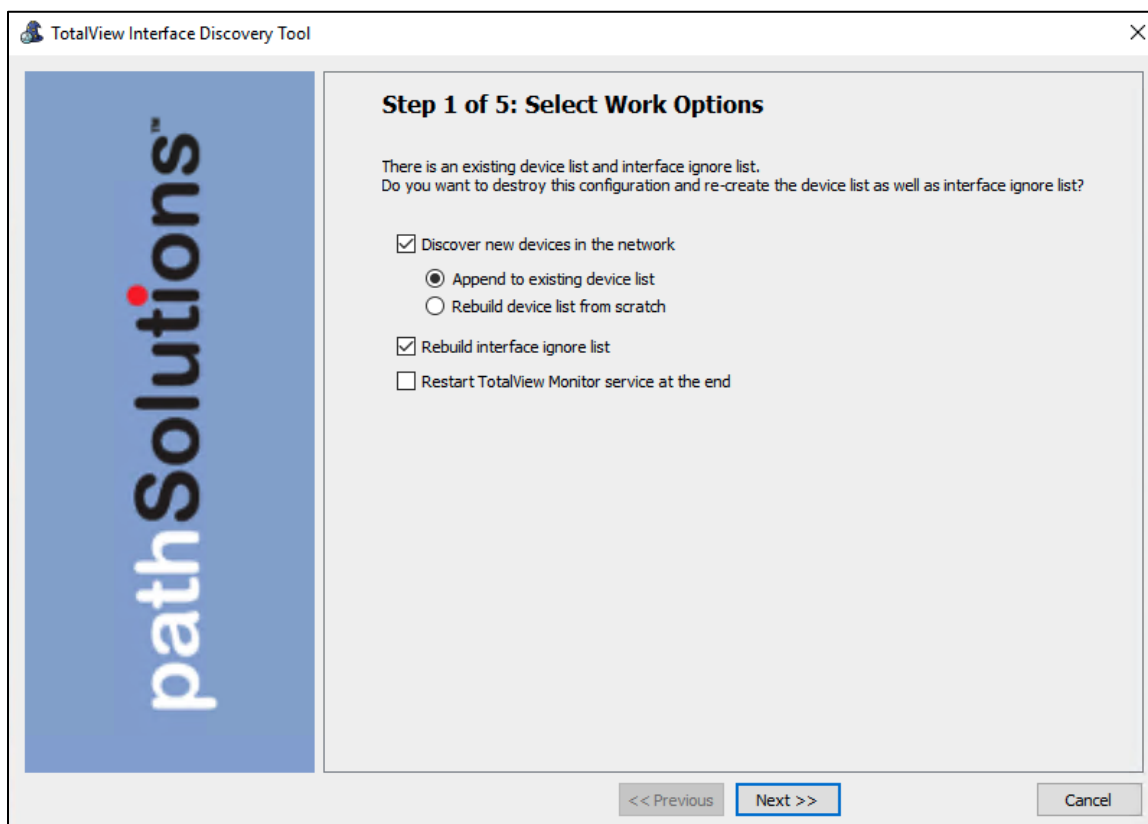 TotalView Interface Discovery Tool
pathSolutions™
Step 1 of 5: Select Work Options
There is an existing device list and interface ignore list.
Do you want to destroy this configuration and re-create the device list as well as interface ignore list?
Discover new devices in the network
Append to existing device list
Rebuild device list from scratch
Rebuild interface ignore list
Restart TotalView Monitor service at the end
<< Previous
Next >>
Cancel